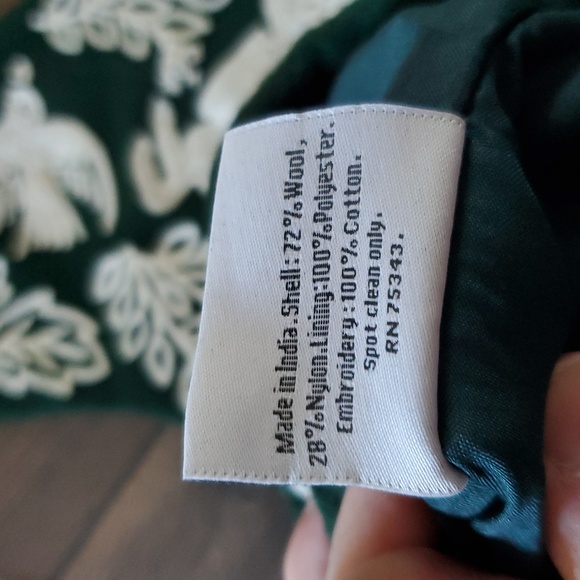 Made in India.Shell:72%Wool,
28%Nylon.Lining:100%Polyester.
Embroidery:100%Cotton.
Spot clean only.
RN 75343.